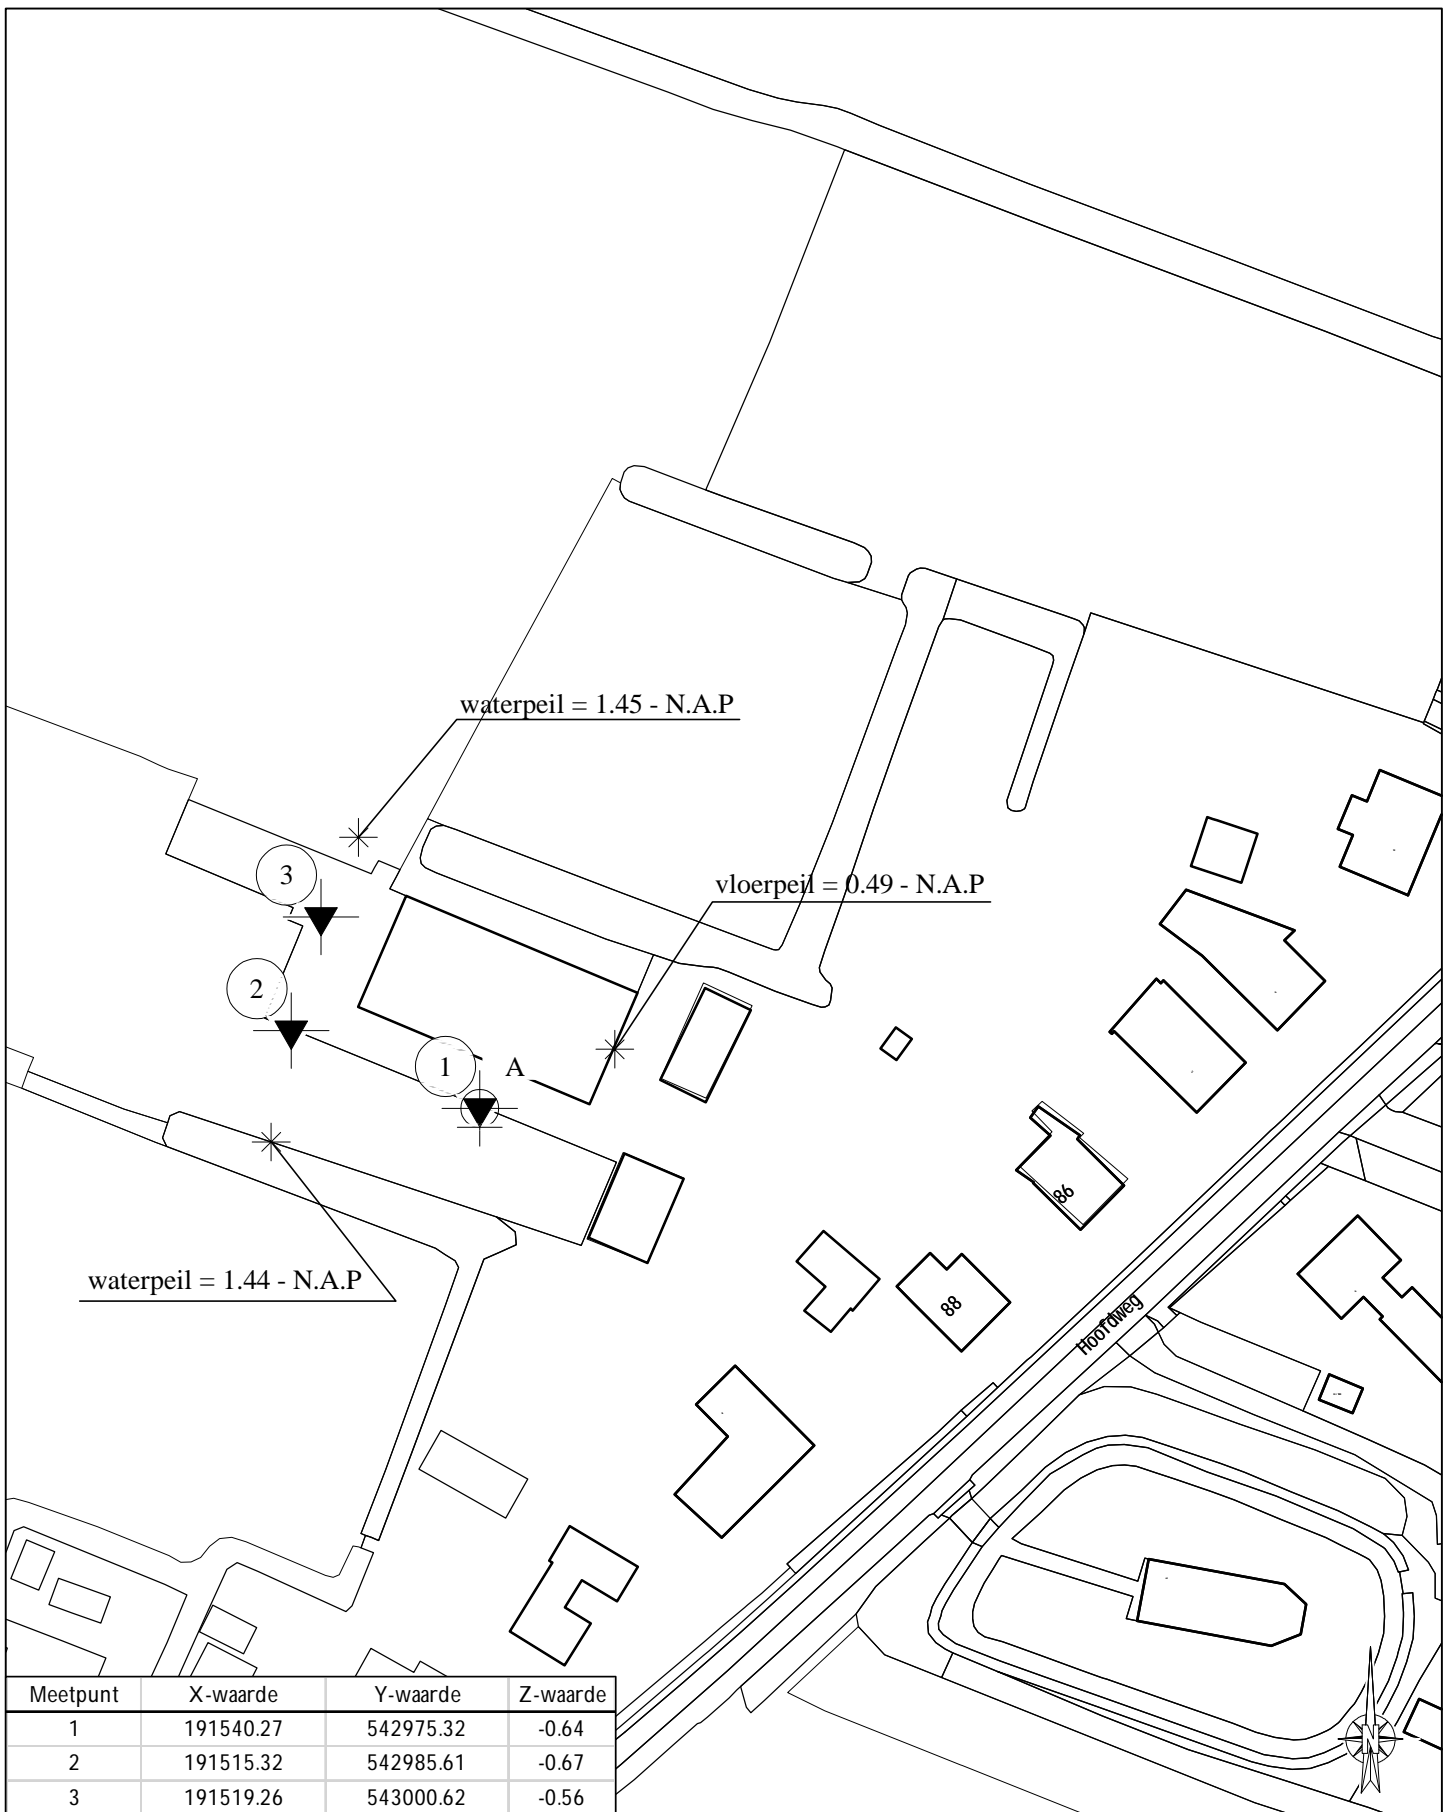 waterpeil = 1.45 - N.A.P
3
vloerpeil = 0.49 - N.A.P
2
1
A
86
waterpeil = 1.44 - N.A.P
88
Hoofdweg
Meetpunt X-waarde Y-waarde Z-waarde
1 191540.27 542975.32 -0.64
2 191515.32 542985.61 -0.67
3 191519.26 543000.62 -0.56
N